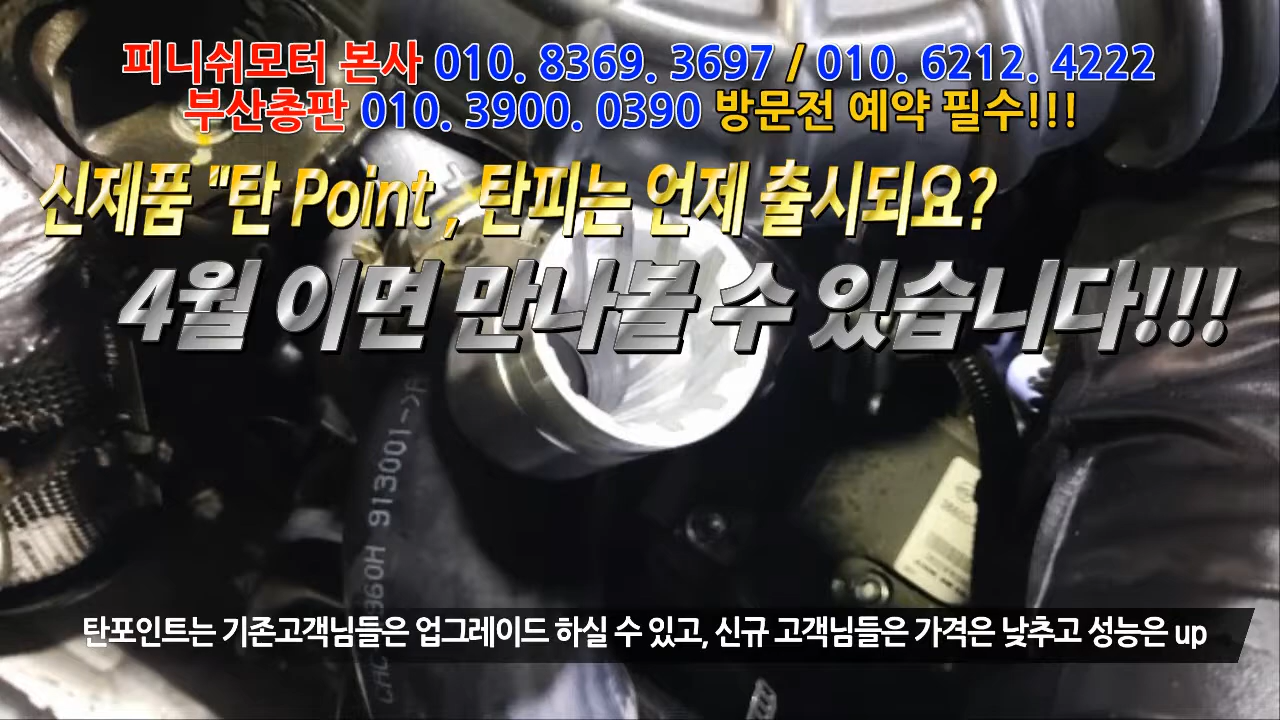 피니쉬모터 본사 010. 8369. 3697 / 010. 6212. 4222
부산총판 010. 3900. 0390 방문전 예약 필수!!!
신제품 "탄 Point , 탄피는 언제 출시되요?
4월 이면 만나볼 수 있습니다!!!
913001->
탄포인트는 기존고객님들은 업그레이드 하실 수 있고, 신규 고객님들은 가격은 낮추고 성능은 up